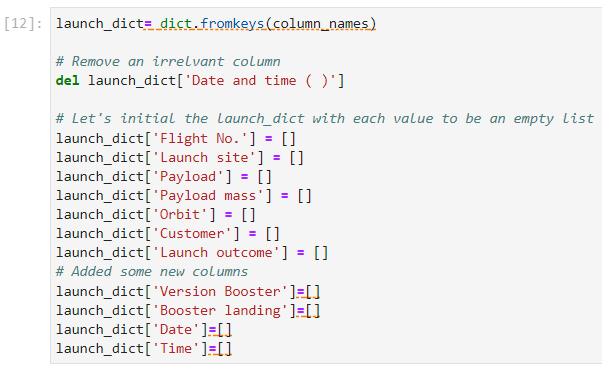 [12]: launch_dict= dict.fromkeys(column_names)
# Remove an irrelvant column
del launch_dict['Date and time ( )']
# Let's initial the launch_dict with each value to be an empty list
launch_dict['Flight No.'] = []
launch_dict['Launch site'] = []
launch_dict['Payload'] = []
launch_dict['Payload mass'] = []
launch_dict['Orbit'] = []
launch_dict['Customer'] = []
launch_dict['Launch outcome'] = []
# Added some new columns
launch_dict['Version Booster']=[]
launch_dict['Booster landing']=[]
launch_dict['Date']=[]
launch_dict['Time']=[]